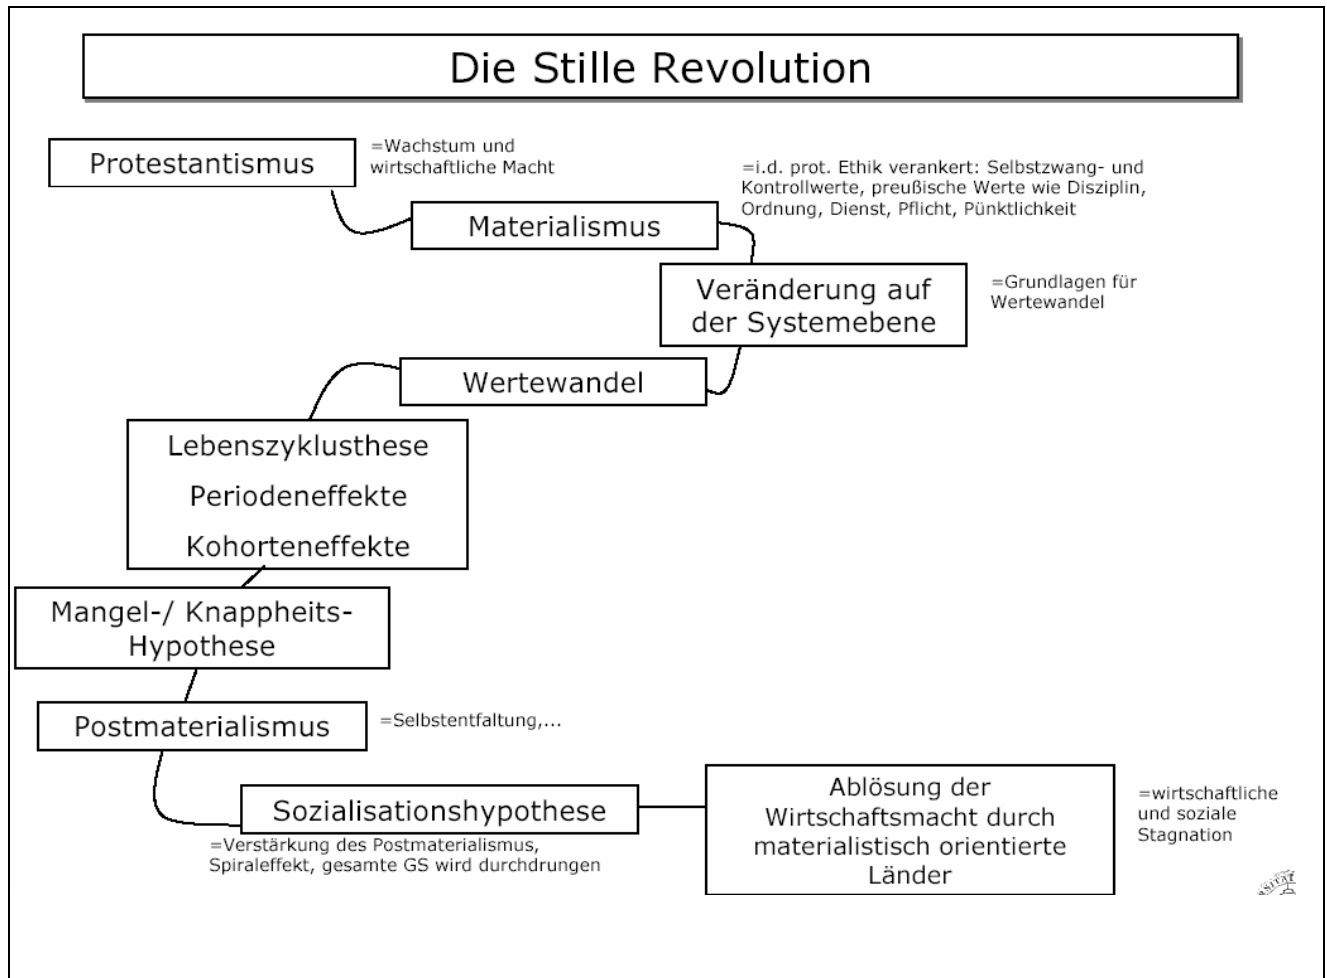 Die Stille Revolution
Protestantismus
=Wachstum und
wirtschaftliche Macht
=i.d. prot. Ethik verankert: Selbstzwang- und
Kontrollwerte, preußische Werte wie Disziplin,
Ordnung, Dienst, Pflicht, Pünktlichkeit
Materialismus
Veränderung auf
der Systemebene
=Grundlagen für
Wertewandel
Wertewandel
Lebenszyklusthese
Periodeneffekte
Kohorteneffekte
Mangel-/ Knappheits-
Hypothese
Postmaterialismus
=Selbstentfaltung,...
Sozialisationshypothese
=Verstärkung des Postmaterialismus,
Spiraleffekt, gesamte GS wird durchdrungen
Ablösung der
Wirtschaftsmacht durch
materialistisch orientierte
Länder
=wirtschaftliche
und soziale
Stagnation